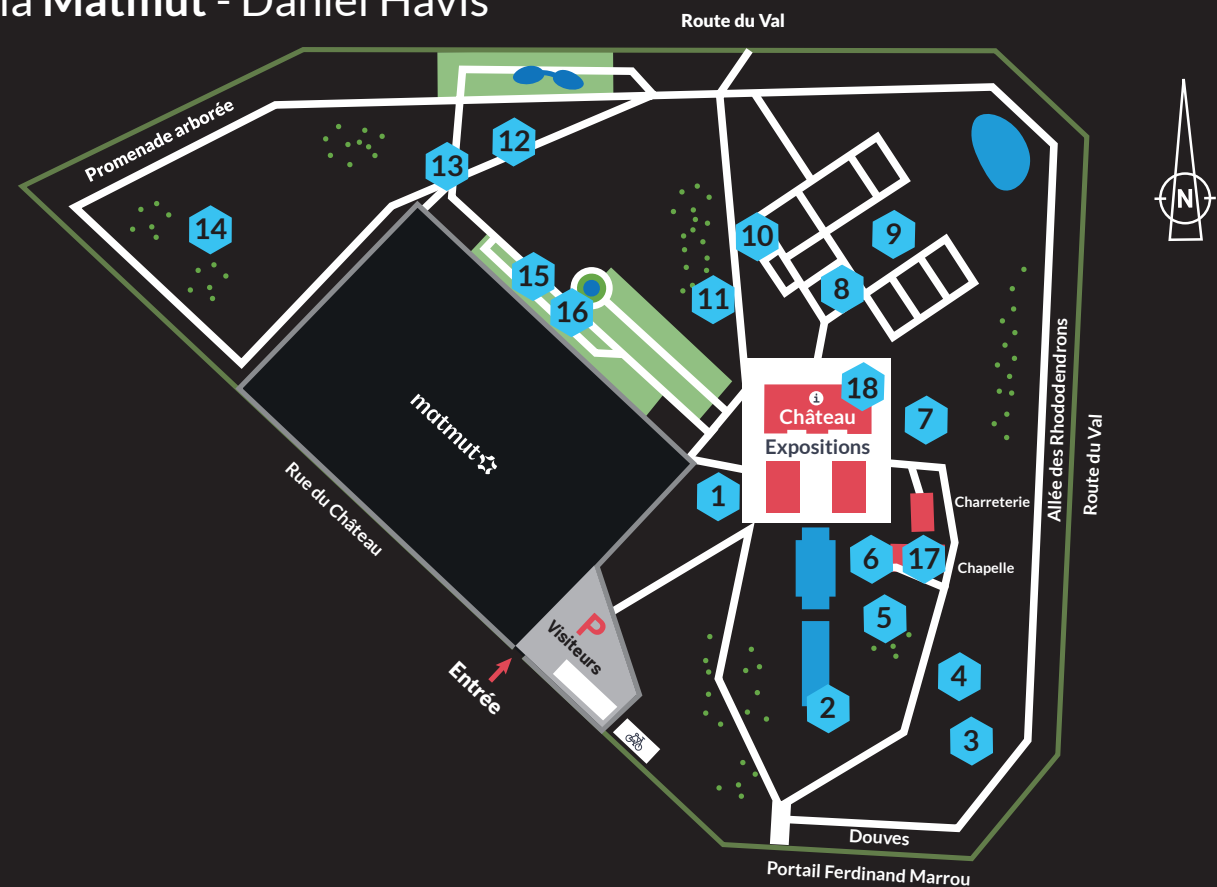 la Matmut - Daniel Havis
Route du Val
Promenade arborée
12
13
N
14
10
9
15
8
11
16
18
i
Château
7
matmut
Expositions
Allée des Rhododendrons
Route du Val
1
Charreterie
Rue du Château
6
17
Chapelle
5
P
Visiteurs
4
Entrée
2
3
Douves
Portail Ferdinand Marrou